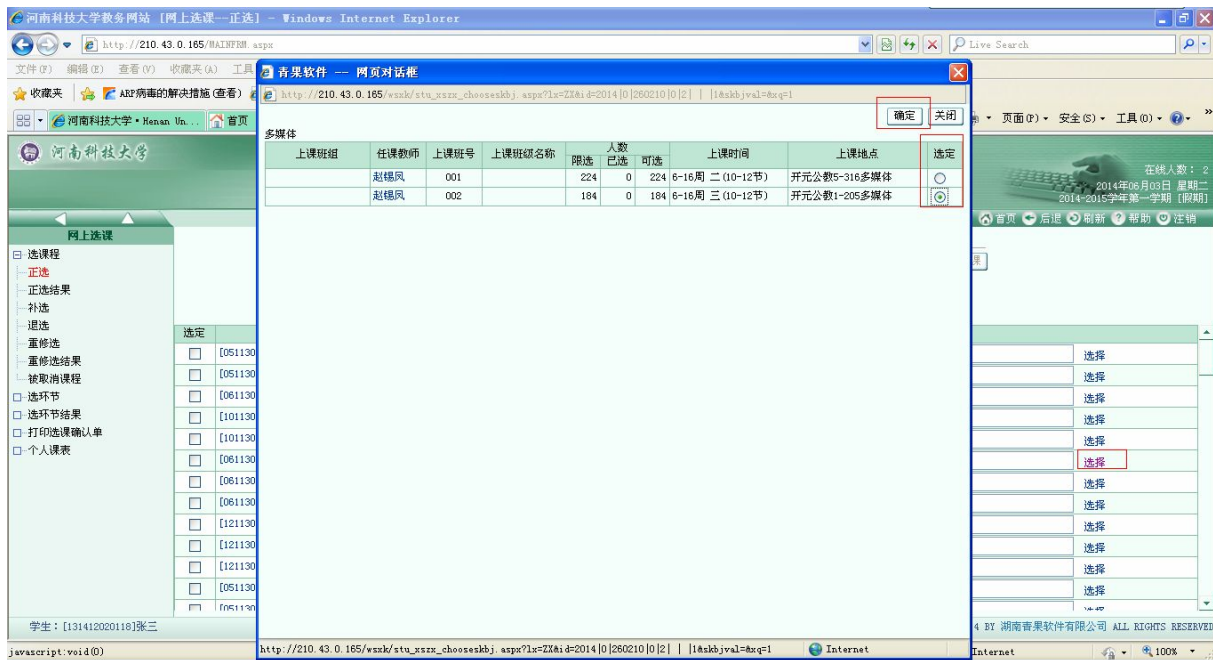 河南科技大学教务网站 [网上选课--正选] - Windows Internet Explorer
http://210.43.0.165/MAINFRM.aspx
Live Search
文件(F) 编辑(E) 查看(V) 收藏夹(A) 工具
收藏夹 ARP病毒的解决措施(查看)
河南科技大学·Henan Un... 首页
页面(P) 安全(S) 工具(O)
青果软件 -- 网页对话框
http://210.43.0.165/wsxk/stu_xszx_chooseskbj.aspx?lx=ZX&id=2014|0|260210|0|2| | |1&skbjval=&xq=1
确定 关闭
多媒体
上课班组 任课教师 上课班号 上课班级名称 人数 上课时间 上课地点 选定
限选 已选 可选
赵锡凤 001 224 0 224 6-16周 二(10-12节) 开元公教5-316多媒体
赵锡凤 002 184 0 184 6-16周 三(10-12节) 开元公教1-205多媒体
河南科技大学
在线人数: 2
2014年06月03日 星期二
2014-2015学年第一学期 [假期]
首页 后退 刷新 帮助 注销
网上选课
选课程
正选
正选结果
补选
退选
重修选
重修选结果
被取消课程
选环节
选环节结果
打印选课确认单
个人课表
选定
[051130 选择
[051130 选择
[061130 选择
[101130 选择
[101130 选择
[061130 选择
[061130 选择
[061130 选择
[121130 选择
[121130 选择
[121130 选择
[051130 选择
[051130 选择
学生：[131412020118]张三
4 BY 湖南青果软件有限公司 ALL RIGHTS RESERVED
javascript:void(0)
http://210.43.0.165/wsxk/stu_xszx_chooseskbj.aspx?lx=ZX&id=2014|0|260210|0|2| | |1&skbjval=&xq=1 Internet
Internet 100%